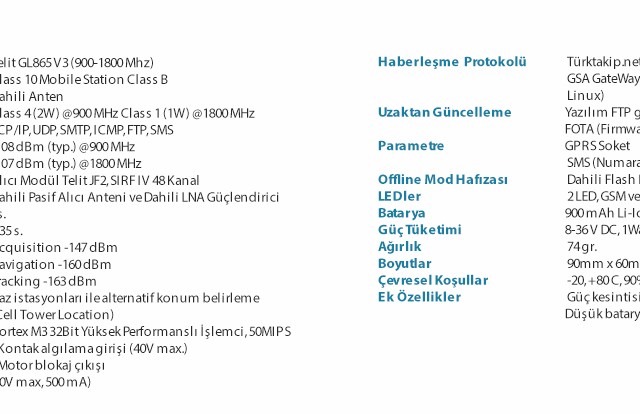 elit GL865 V3 (900-1800 Mhz)
lass 10 Mobile Station Class B
ahili Anten
lass 4 (2W) @900 MHz Class 1 (1W) @1800 MHz
CP/IP, UDP, SMTP, ICMP, FTP, SMS
08 dBm (typ.) @900 MHz
07 dBm (typ.) @1800 MHz
lıcı Modül Telit JF2, SIRF IV 48 Kanal
ahili Pasif Alıcı Anteni ve Dahili LNA Güçlendirici
s.
35 s.
cquisition -147 dBm
avigation -160 dBm
racking -163 dBm
az istasyonları ile alternatif konum belirleme
Cell Tower Location)
ortex M3 32Bit Yüksek Performanslı İşlemci, 50MIPS
Kontak algılama girişi (40V max.)
Motor blokaj çıkışı
0V max, 500 mA)
Haberleşme Protokolü Türktakip.net
GSA GateWay
Linux)
Uzaktan Güncelleme Yazılım FTP g
FOTA (Firmwa
Parametre GPRS Soket
SMS (Numara
Offline Mod Hafızası Dahili Flash
LEDler 2 LED, GSM ve
Batarya 900 mAh Li-Io
Güç Tüketimi 8-36 V DC, 1Wa
Ağırlık 74 gr.
Boyutlar 90mm x 60m
Çevresel Koşullar -20, +80 C, 90%
Ek Özellikler Güç kesintisi
Düşük batary